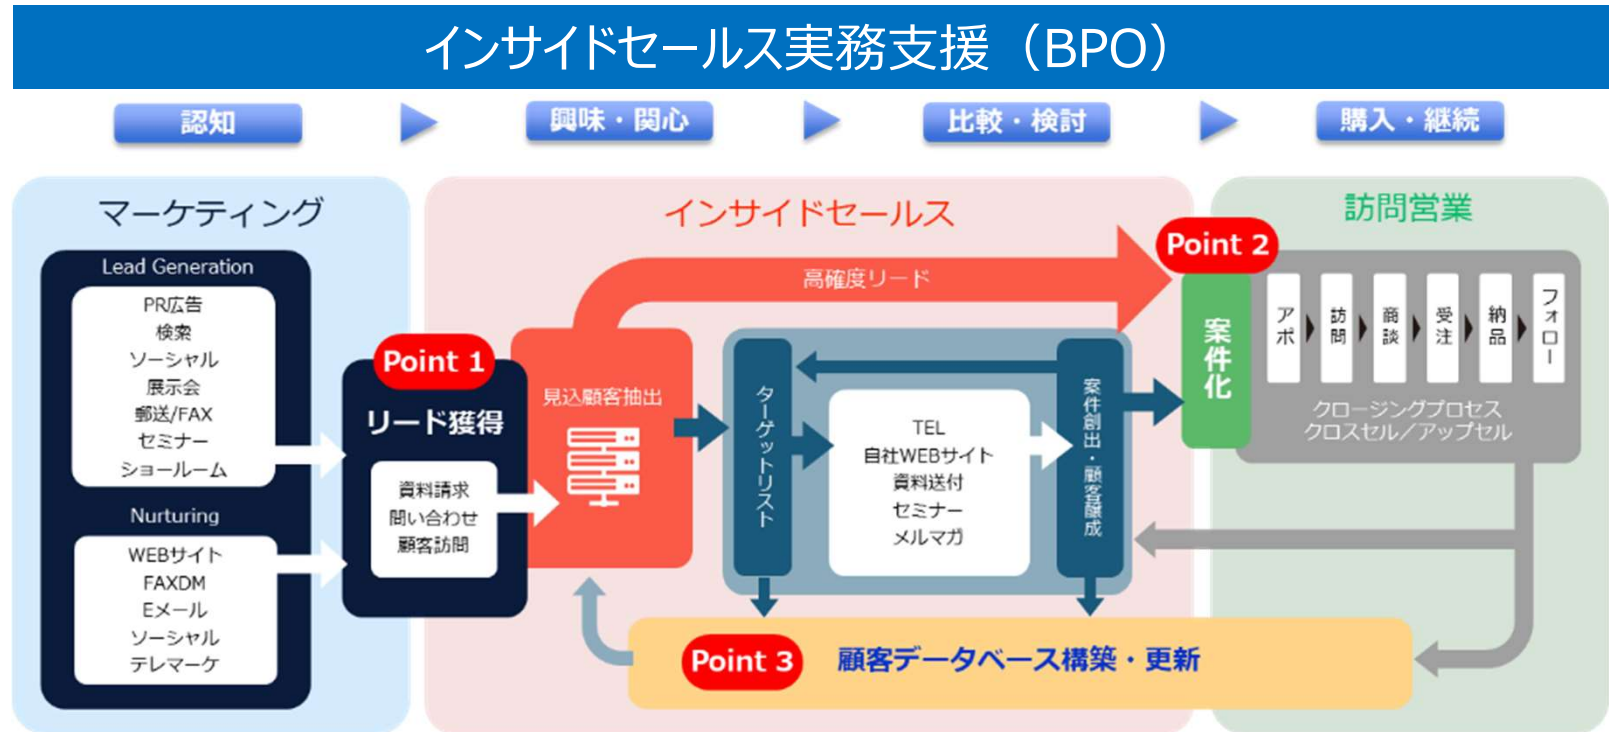 インサイドセールス実務支援（BPO）
認知
興味・関心
比較・検討
購入・継続
マーケティング
Lead Generation
PR広告
検索
ソーシャル
展示会
郵送/FAX
セミナー
ショールーム
Nurturing
WEBサイト
FAXDM
Eメール
ソーシャル
テレマーケ
Point 1
リード獲得
資料請求
問い合わせ
顧客訪問
インサイドセールス
高確度リード
見込顧客抽出
ターゲットリスト
TEL
自社WEBサイト
資料送付
セミナー
メルマガ
案件創出・顧客醸成
訪問営業
Point 2
案件化
アポ
訪問
商談
受注
納品
フォロー
クロージングプロセス
クロスセル／アップセル
Point 3
顧客データベース構築・更新